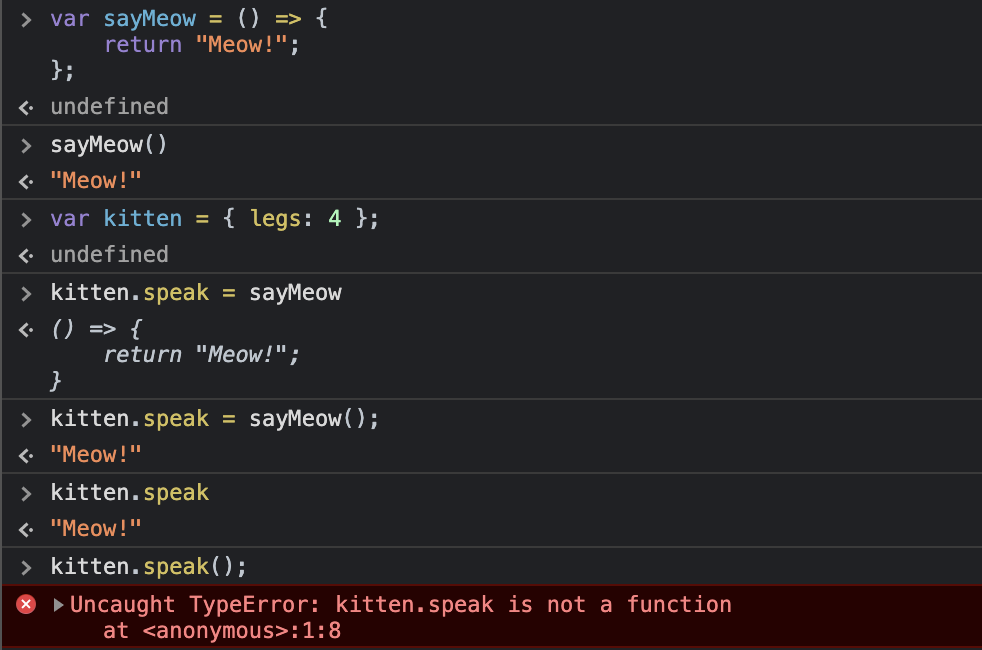 > var sayMeow = () => {
return "Meow!";
};
undefined
> sayMeow()
"Meow!"
> var kitten = { legs: 4 };
undefined
> kitten.speak = sayMeow
() => {
return "Meow!";
}
> kitten.speak = sayMeow();
"Meow!"
> kitten.speak
"Meow!"
> kitten.speak();
Uncaught TypeError: kitten.speak is not a function
at <anonymous>:1:8